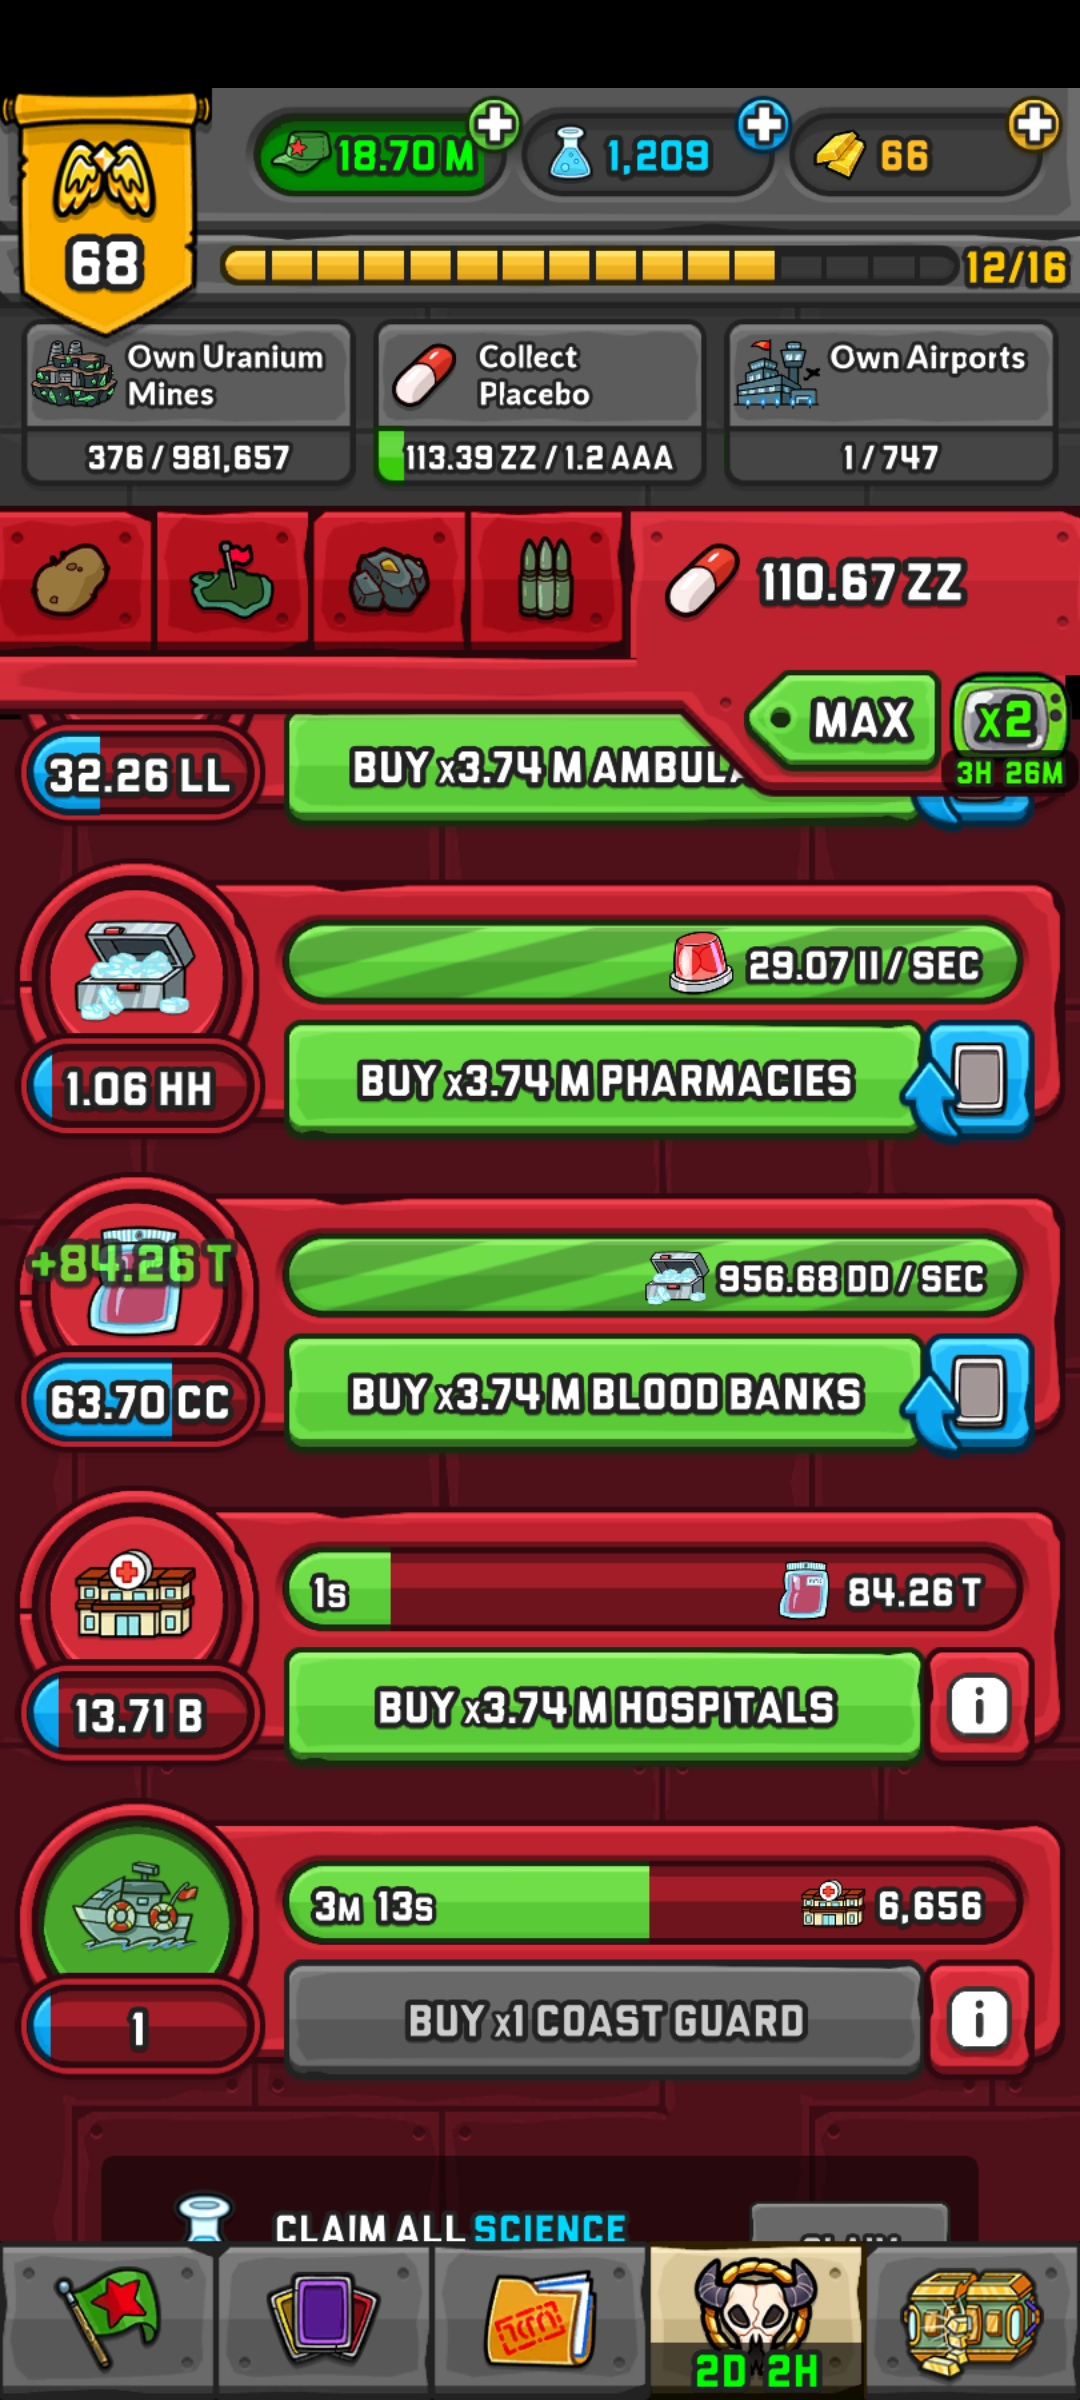 18.70 M
1,209
66
68
12/16
Own Uranium
Mines
376 / 981,657
Collect
Placebo
113.39 ZZ / 1.2 AAA
Own Airports
1 / 747
110.67 ZZ
MAX
x2
3H 26M
32.26 LL
BUY x3.74 M
29.07 II / SEC
1.06 HH
BUY x3.74 M PHARMACIES
+84.26 T
956.68 DD / SEC
63.70 CC
BUY x3.74 M BLOOD BANKS
1s
84.26 T
13.71 B
BUY x3.74 M HOSPITALS
i
3M 13s
6,656
1
BUY x1 COAST GUARD
i
CLAIM ALL SCIENCE
2D 2H